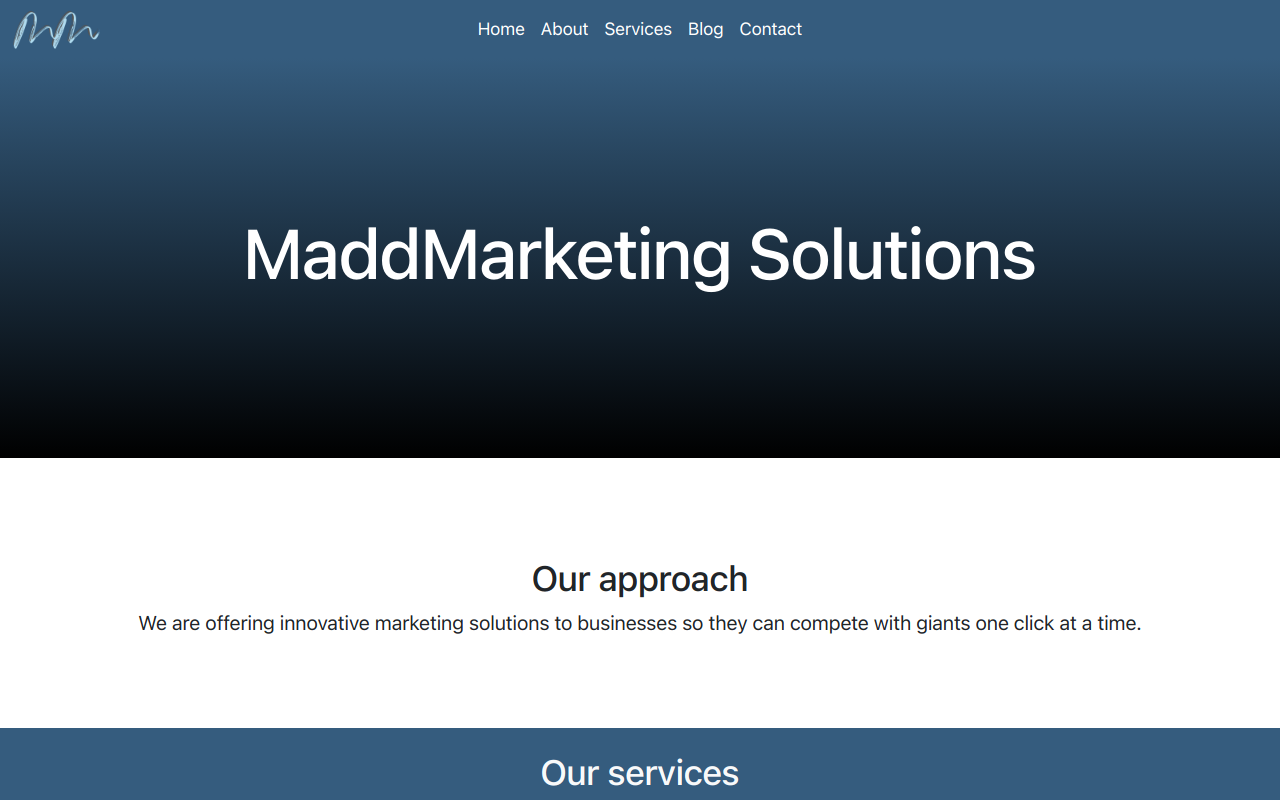 MM
Home About Services Blog Contact
MaddMarketing Solutions
Our approach
We are offering innovative marketing solutions to businesses so they can compete with giants one click at a time.
Our services